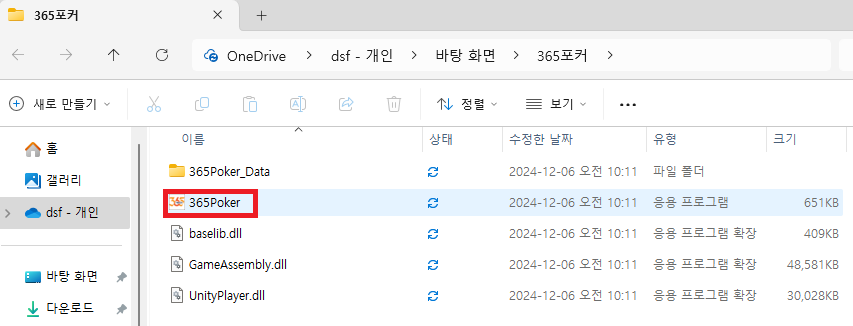 365포커
OneDrive > dsf - 개인 > 바탕 화면 > 365포커 >
새로 만들기 정렬 보기 ...
이름 상태 수정한 날짜 유형 크기
홈
갤러리
dsf - 개인
바탕 화면
다운로드
365Poker_Data 2024-12-06 오전 10:11 파일 폴더
365Poker 2024-12-06 오전 10:11 응용 프로그램 651KB
baselib.dll 2024-12-06 오전 10:11 응용 프로그램 확장 409KB
GameAssembly.dll 2024-12-06 오전 10:11 응용 프로그램 확장 48,581KB
UnityPlayer.dll 2024-12-06 오전 10:11 응용 프로그램 확장 30,028KB